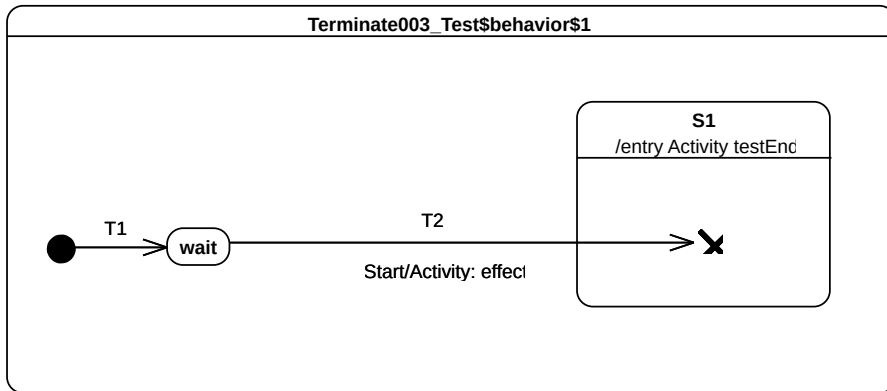 Terminate003_Test$behavior$1
S1
/entry Activity testEnd
T1
T2
wait
Start/Activity: effect